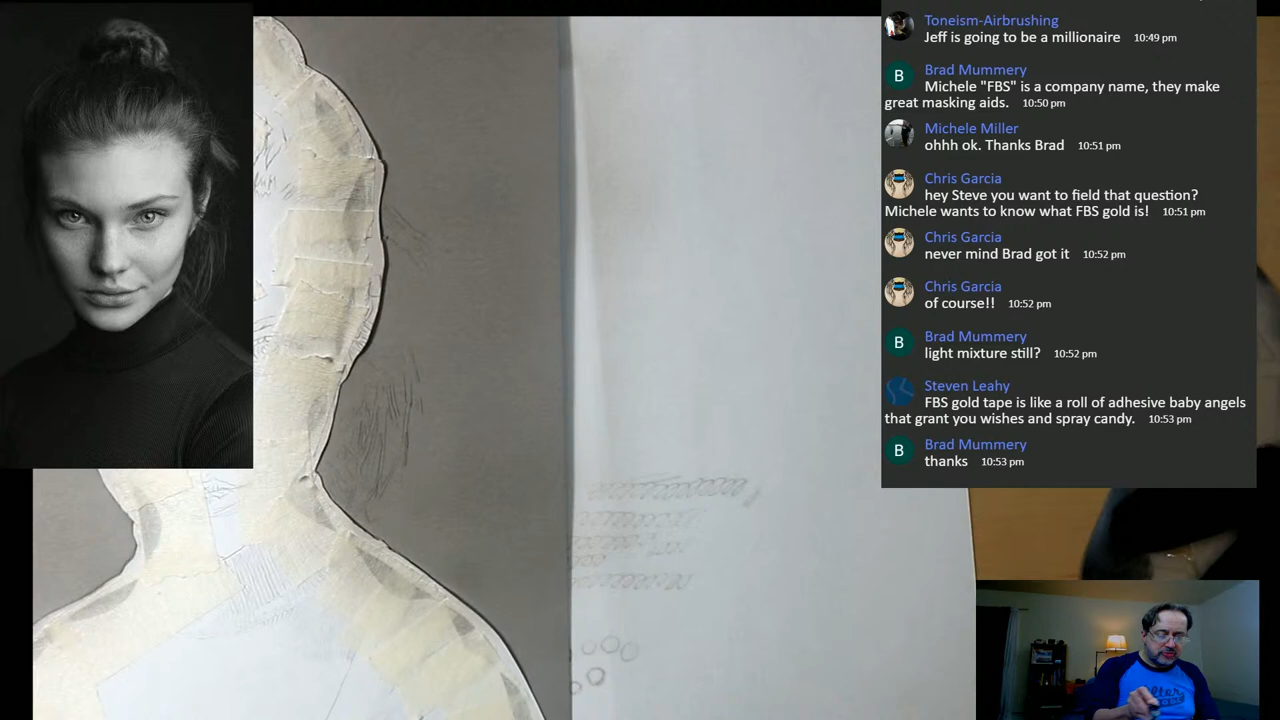 Toneism-Airbrushing
Jeff is going to be a millionaire 10:49 pm
B
Brad Mummery
Michele "FBS" is a company name, they make
great masking aids. 10:50 pm
Michele Miller
ohhh ok. Thanks Brad 10:51 pm
Chris Garcia
hey Steve you want to field that question?
Michele wants to know what FBS gold is! 10:51 pm
Chris Garcia
never mind Brad got it 10:52 pm
Chris Garcia
of course!! 10:52 pm
B
Brad Mummery
light mixture still? 10:52 pm
Steven Leahy
FBS gold tape is like a roll of adhesive baby angels
that grant you wishes and spray candy. 10:53 pm
B
Brad Mummery
thanks 10:53 pm